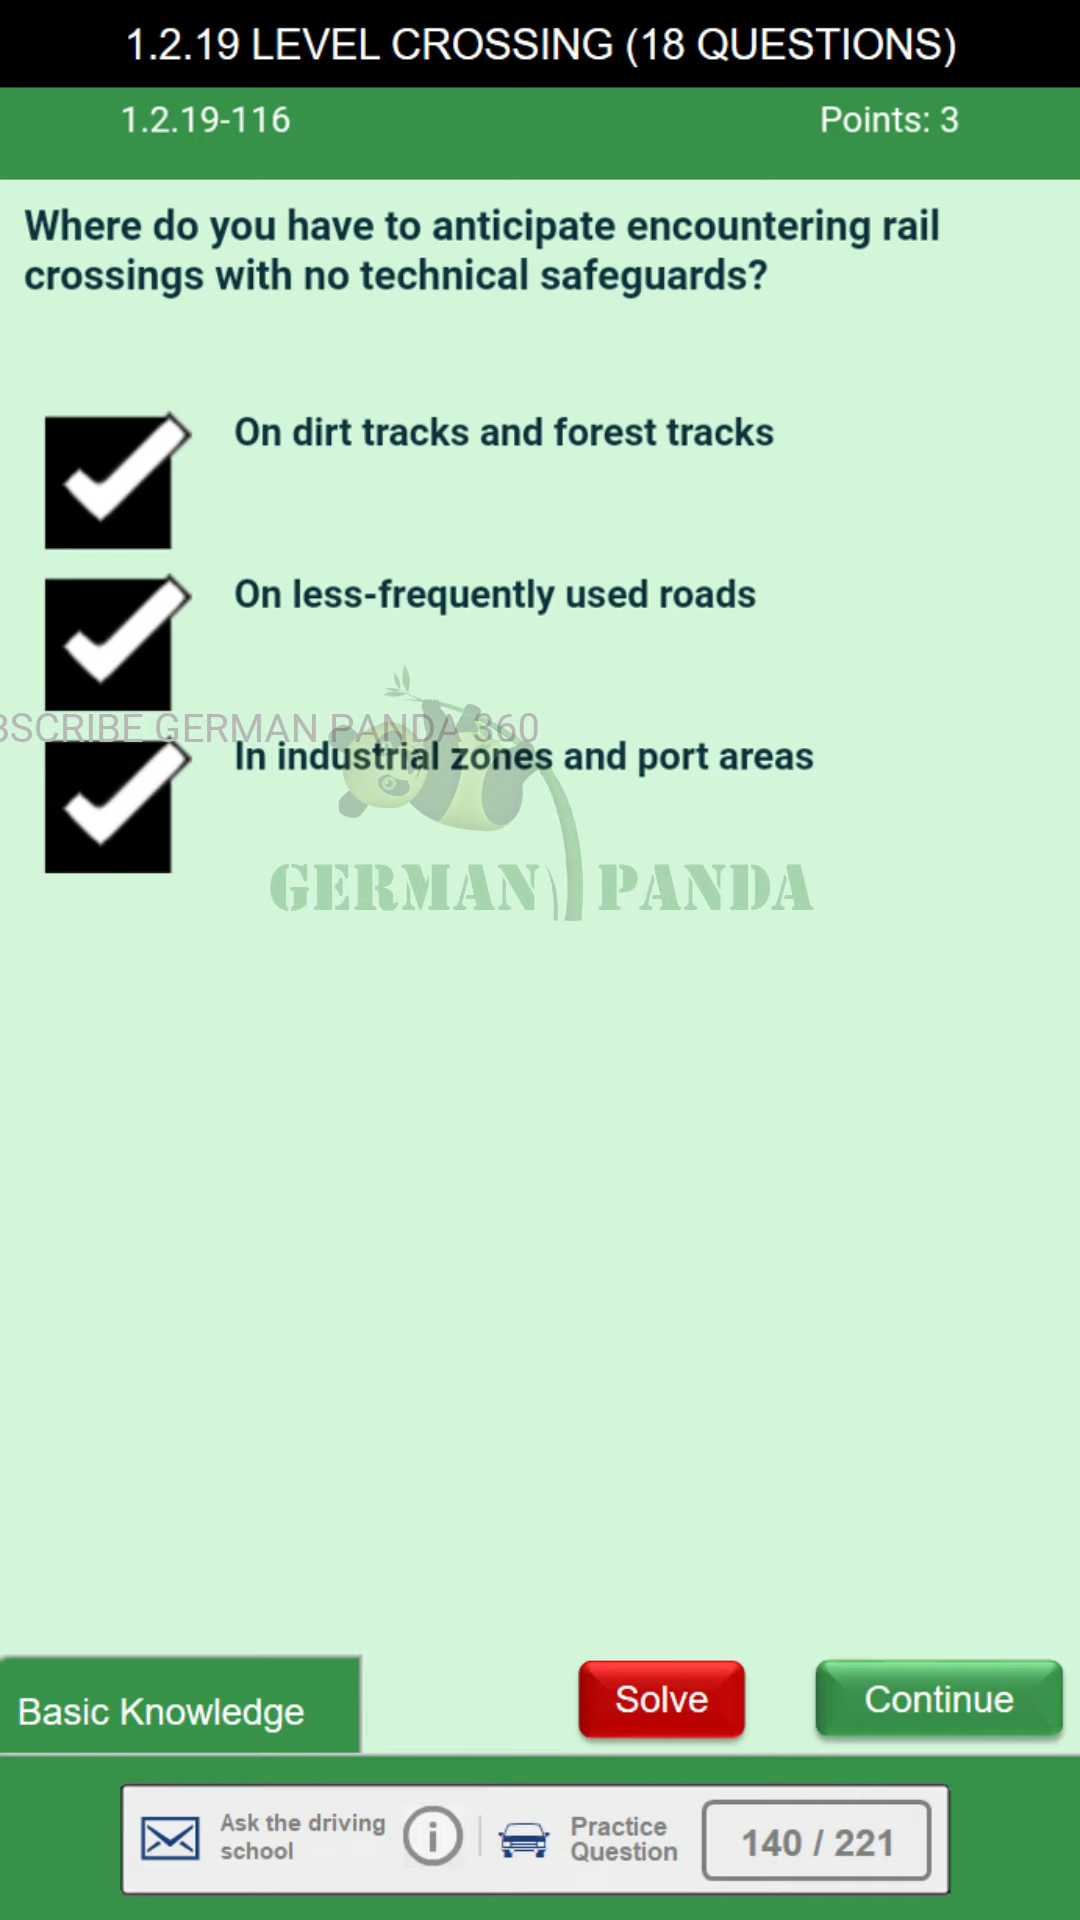 1.2.19 LEVEL CROSSING (18 QUESTIONS)
1.2.19-116 Points: 3
Where do you have to anticipate encountering rail
crossings with no technical safeguards?
On dirt tracks and forest tracks
On less-frequently used roads
BSCRIBE GERMAN PANDA 360
In industrial zones and port areas
GERMAN PANDA
Basic Knowledge
Solve
Continue
Ask the driving
school
i
Practice
Question
140 / 221